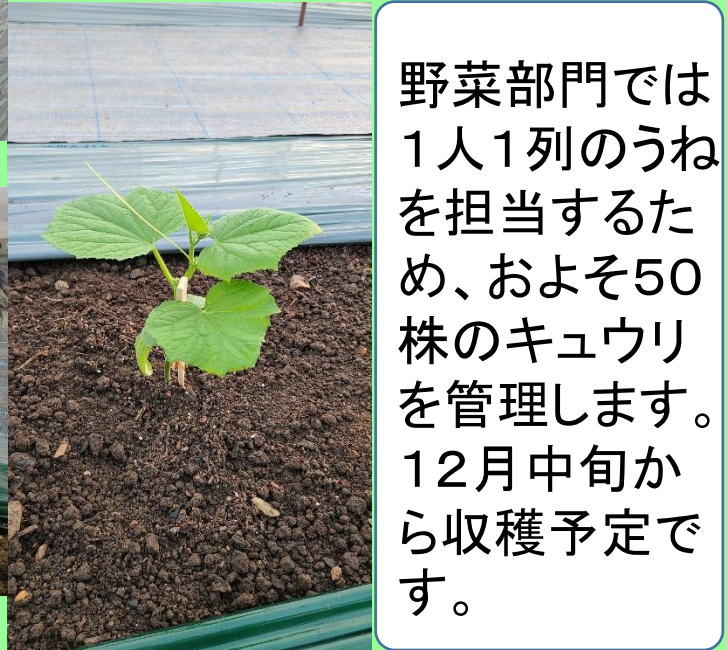 野菜部門では
１人１列のうね
を担当するた
め、およそ５０
株のキュウリ
を管理します。
１２月中旬か
ら収穫予定で
す。